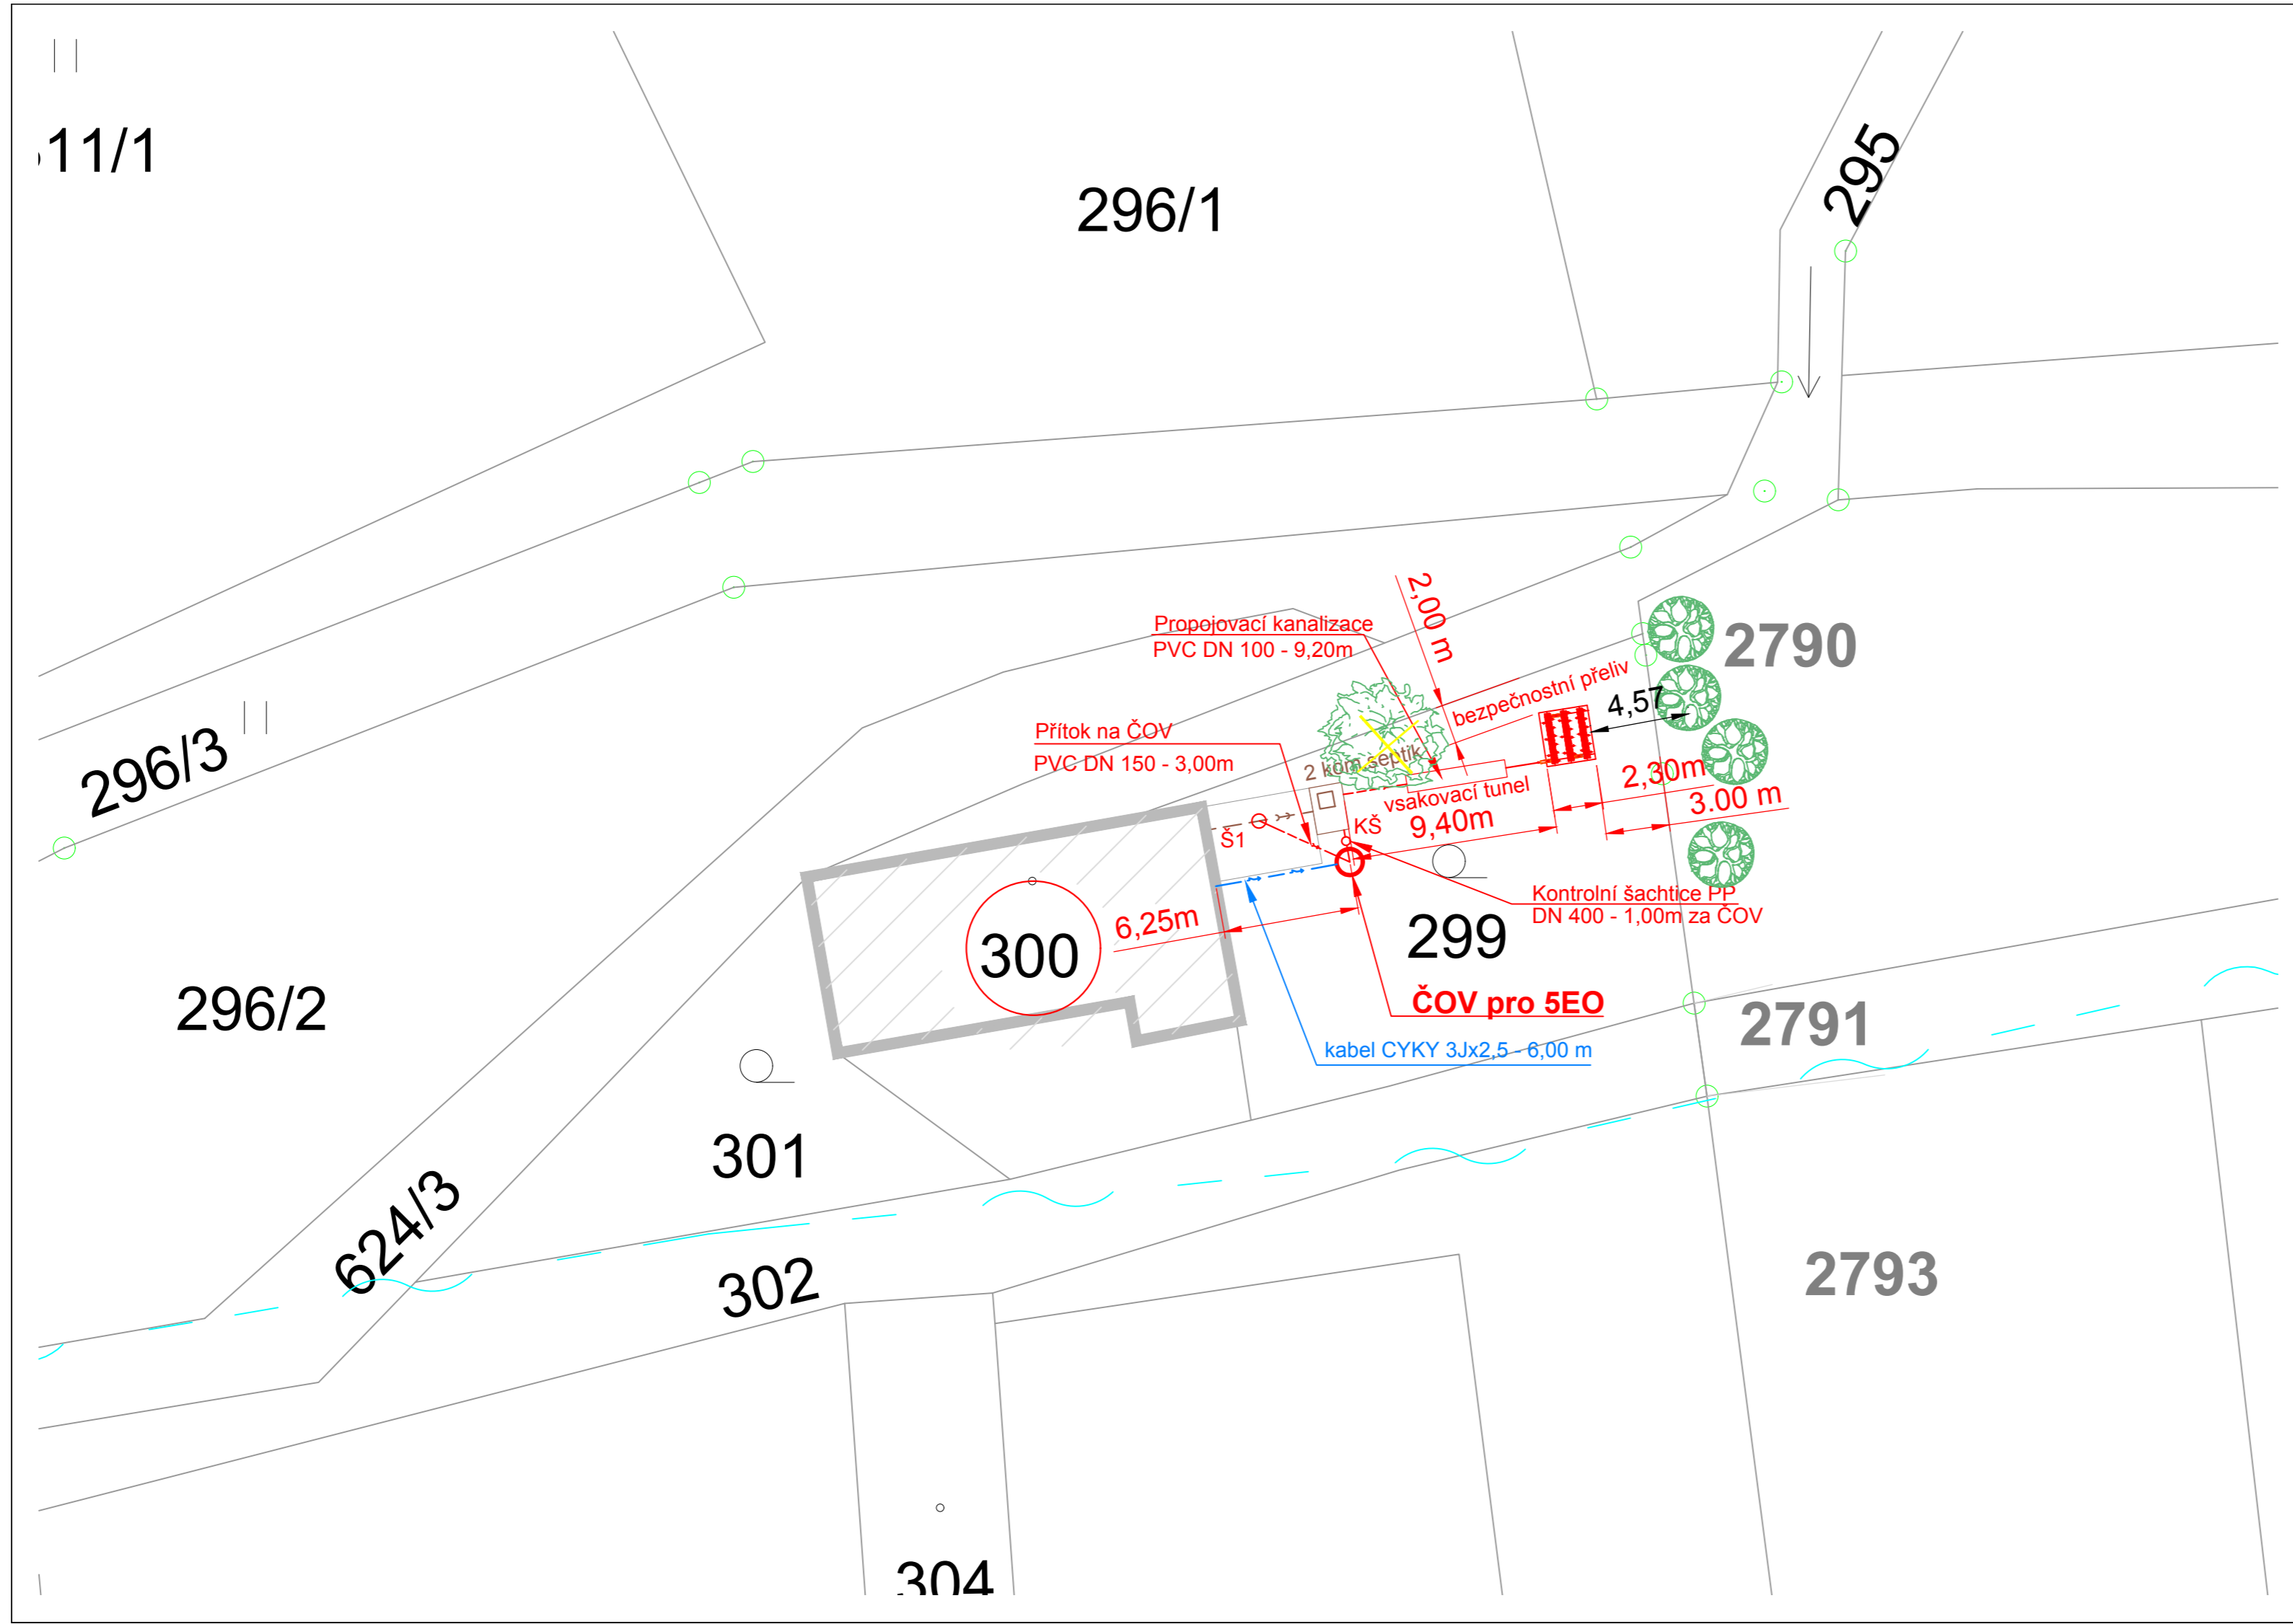 11/1
296/1
295
2,00 m
Propojovací kanalizace
PVC DN 100 - 9,20m
2790
bezpečnostní přeliv
4,57
Přítok na ČOV
PVC DN 150 - 3,00m
2 kom.septik
296/3
2,30m
vsakovací tunel
3.00 m
9,40m
KŠ
Š1
Kontrolní šachtice PP
DN 400 - 1,00m za ČOV
6,25m
299
300
296/2
ČOV pro 5EO
2791
kabel CYKY 3Jx2,5 - 6,00 m
301
624/3
302
2793
304